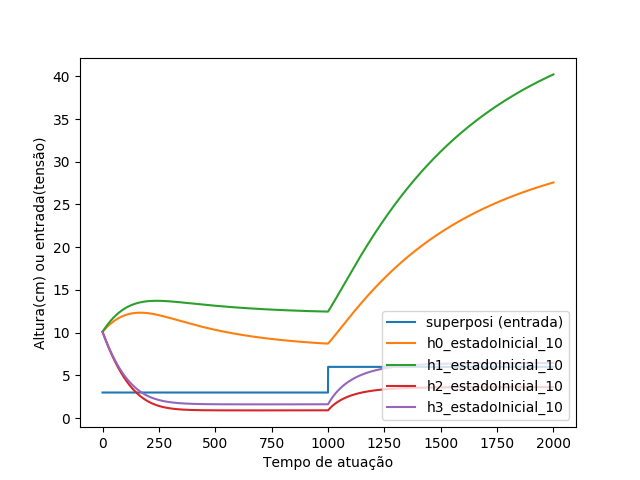 Altura(cm) ou entrada(tensão)
40
35
30
25
20
15
10
5
0
superposi (entrada)
h0_estadoInicial_10
h1_estadoInicial_10
h2_estadoInicial_10
h3_estadoInicial_10
0 250 500 750 1000 1250 1500 1750 2000
Tempo de atuação